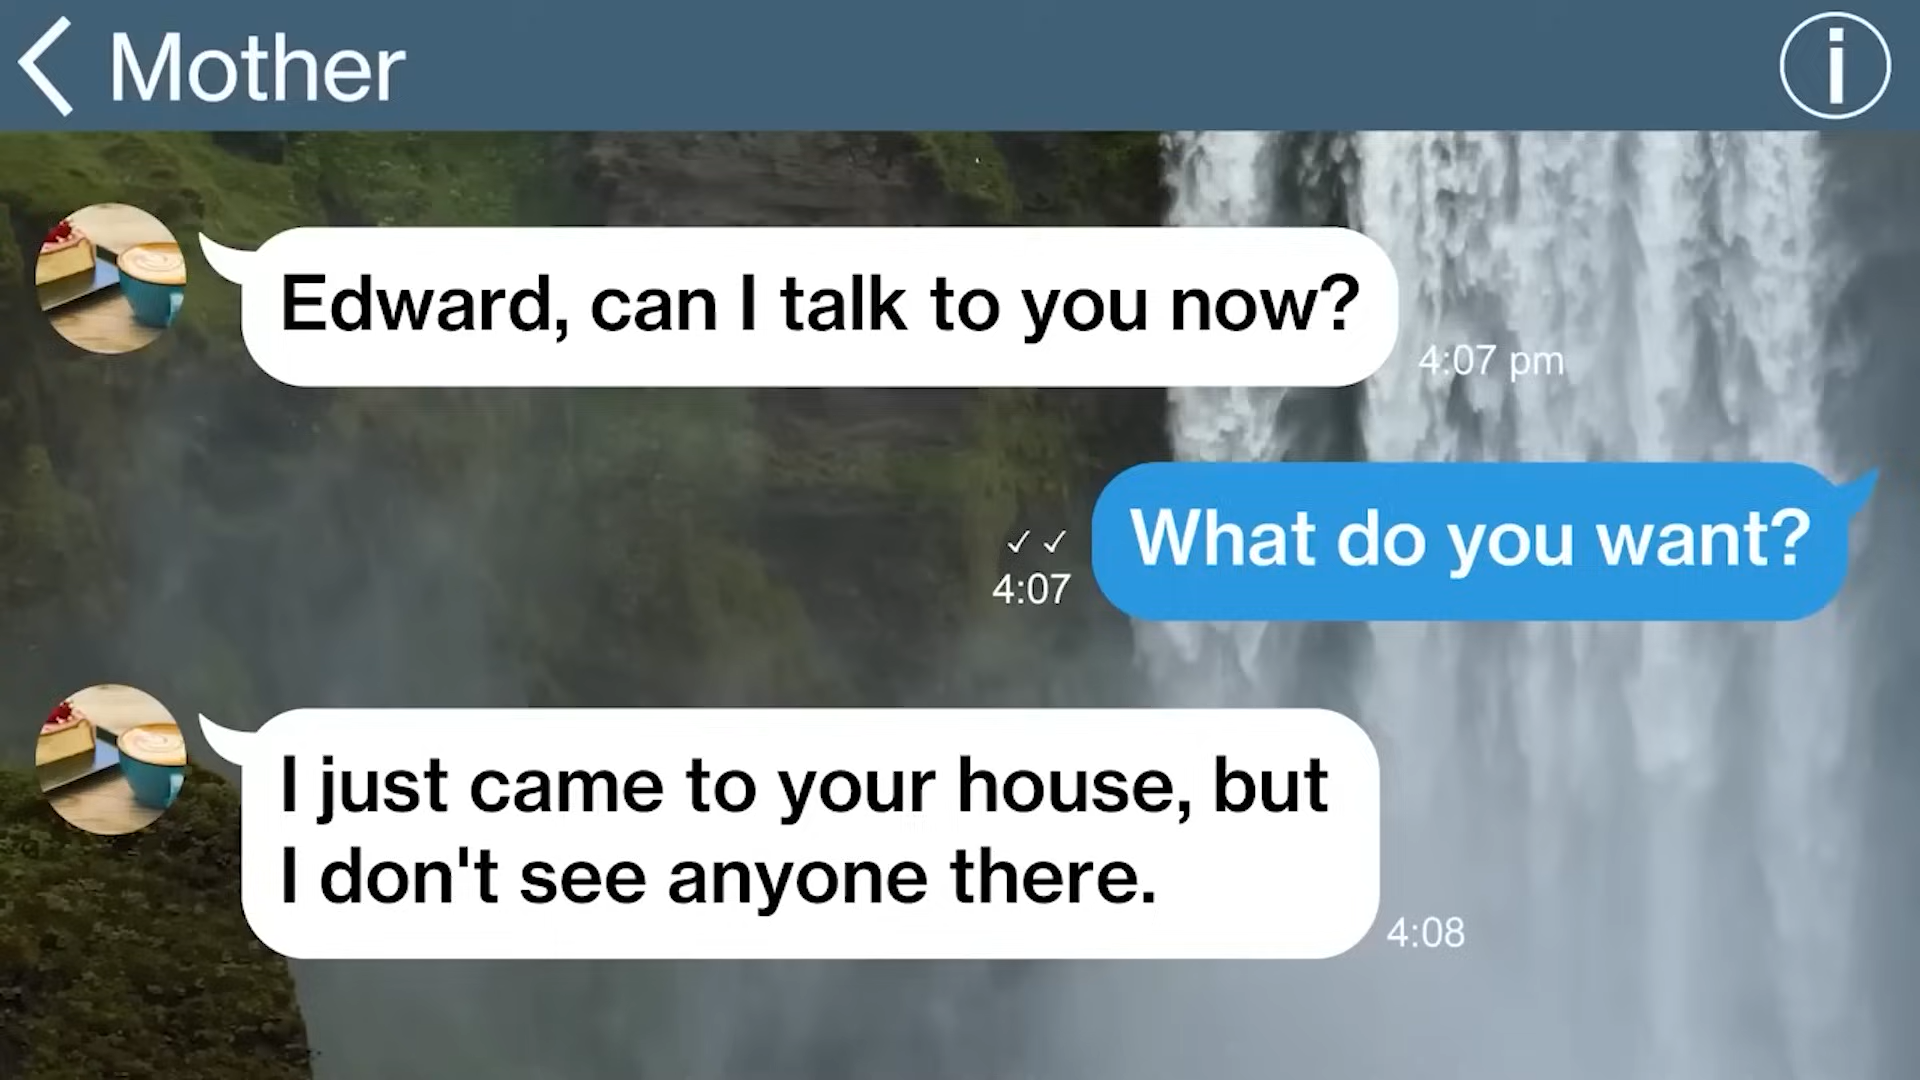 Mother
Edward, can I talk to you now?
4:07 pm
What do you want?
✓✓
4:07
I just came to your house, but
I don't see anyone there.
4:08